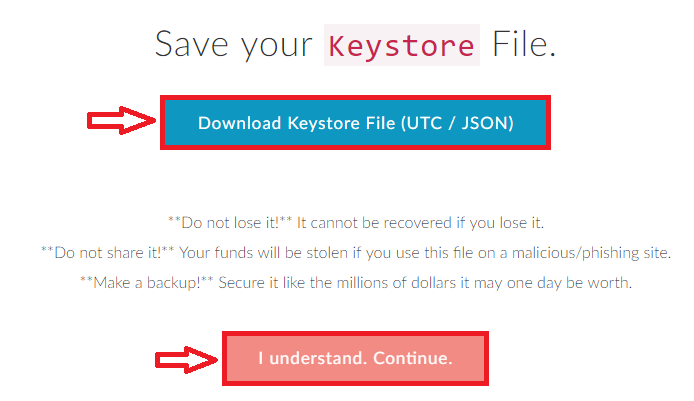 Save your Keystore File.
Download Keystore File (UTC / JSON)
**Do not lose it!** It cannot be recovered if you lose it.
**Do not share it!** Your funds will be stolen if you use this file on a malicious/phishing site.
**Make a backup!** Secure it like the millions of dollars it may one day be worth.
I understand. Continue.